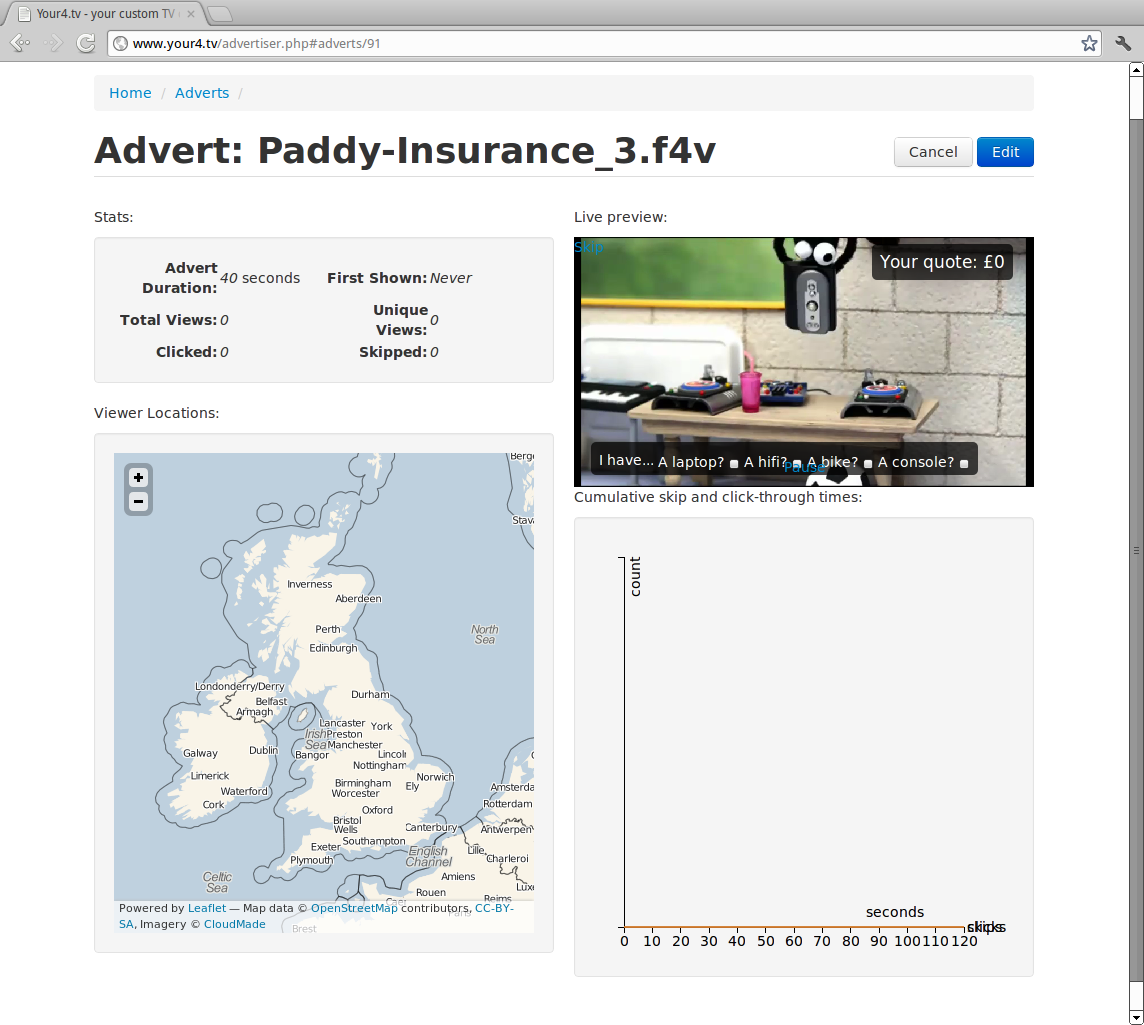 Your4.tv - your custom TV
www.your4.tv/advertiser.php#adverts/91
Home / Adverts /
Advert: Paddy-Insurance_3.f4v
Cancel
Edit
Stats:
Advert Duration: 40 seconds
First Shown: Never
Total Views: 0
Unique Views: 0
Clicked: 0
Skipped: 0
Live preview:
Skip
Your quote: £0
I have... A laptop? A hifi? A bike? A console?
Pause
Viewer Locations:
+
−
Berge
Stava
Inverness
Aberdeen
Perth
North
Sea
Edinburgh
Londonderry/Derry
Durham
Belfast
Armagh
Lancaster
York
Irish
Sea
Preston
Manchester
Galway
Dublin
Bangor
Lincoln
Nottingham
Limerick
Norwich
Birmingham
Ely
Amsterda
Waterford
Worcester
Cork
Oxford
Rotterdam
Bristol
Wells
Canterbury
Antwerpen
Southampton
Exeter
English
Channel
Lille
Plymouth
Charleroi
Celtic
Sea
Amiens
Luxe
Rouen
Reims
Caen
Paris
Powered by Leaflet — Map data © OpenStreetMap contributors, CC-BY-
SA, Imagery © CloudMade
Brest
Cumulative skip and click-through times:
count
seconds
skips
clicks
0 10 20 30 40 50 60 70 80 90 100 110 120